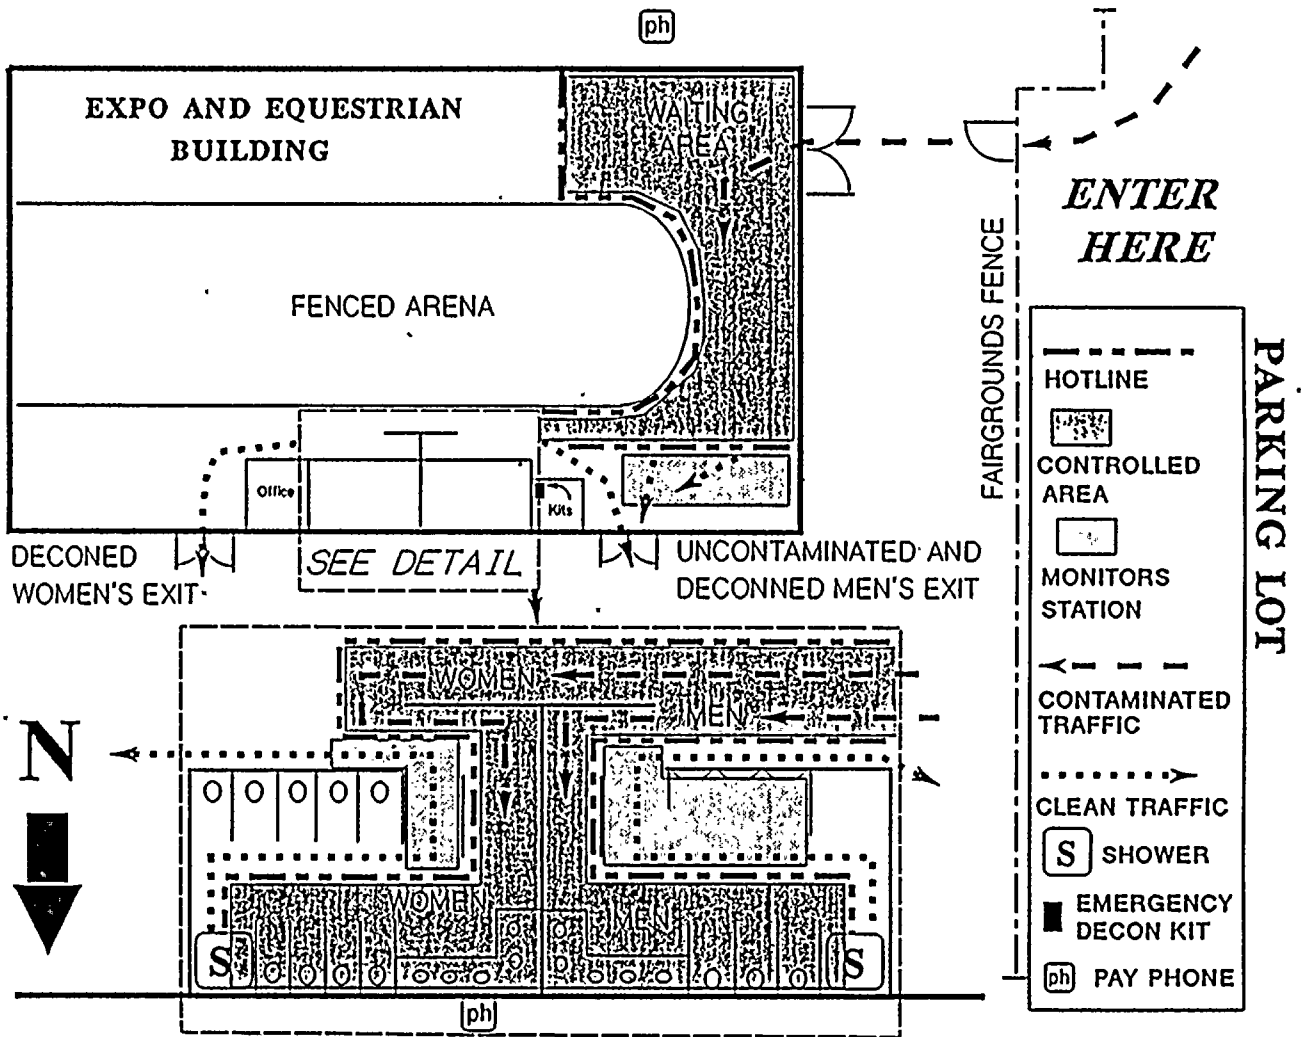 ph
EXPO AND EQUESTRIAN
BUILDING
WAITING
AREA
ENTER
HERE
FENCED ARENA
FAIRGROUNDS FENCE
PARKING LOT
Office
Kits
DECONED
WOMEN'S EXIT
SEE DETAIL
UNCONTAMINATED AND
DECONNED MEN'S EXIT
HOTLINE
CONTROLLED
AREA
MONITORS
STATION
CONTAMINATED
TRAFFIC
CLEAN TRAFFIC
S SHOWER
EMERGENCY
DECON KIT
ph PAY PHONE
WOMEN
MEN
N
WOMEN
MEN
S
S
ph